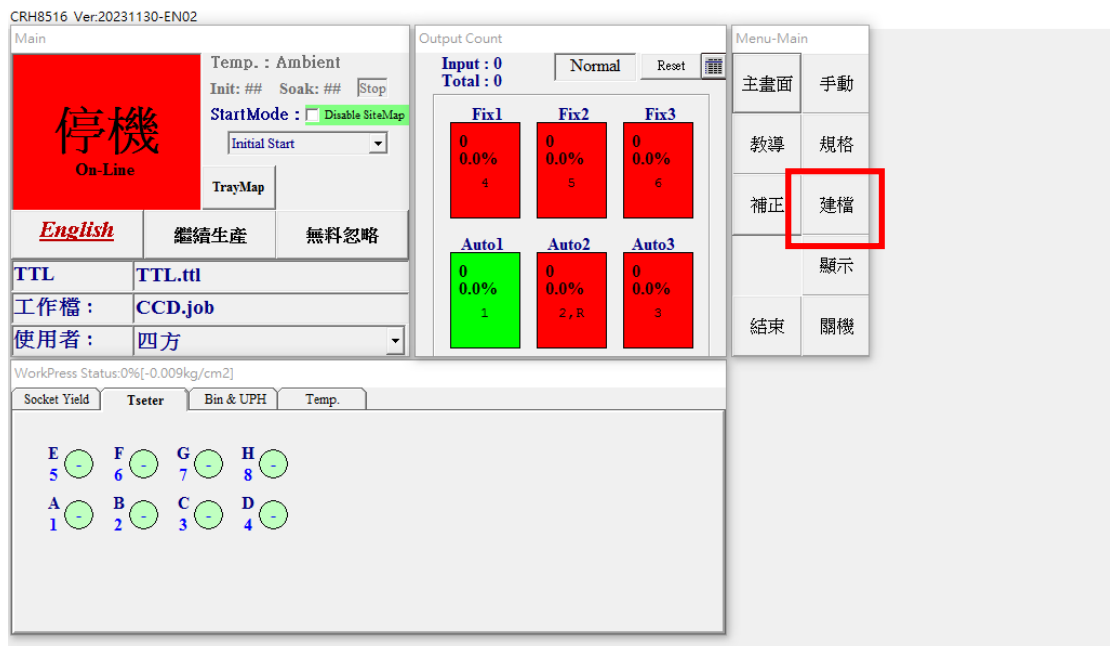 CRH8516 Ver:20231130-EN02
Main
停機
On-Line
Temp. : Ambient
Init: ## Soak: ## Stop
StartMode : Disable SiteMap
Initial Start
TrayMap
English 繼續生産 無料忽略
TTL TTL.ttl
工作檔： CCD.job
使用者： 四方
Output Count
Input : 0
Total : 0
Normal Reset
Fix1 Fix2 Fix3
0 0 0
0.0% 0.0% 0.0%
4 5 6
Auto1 Auto2 Auto3
0 0 0
0.0% 0.0% 0.0%
1 2,R 3
Menu-Main
主畫面 手動
教導 規格
補正 建檔
顯示
結束 關機
WorkPress Status:0%[-0.009kg/cm2]
Socket Yield Tseter Bin & UPH Temp.
E - F - G - H -
5 6 7 8
A - B - C - D -
1 2 3 4